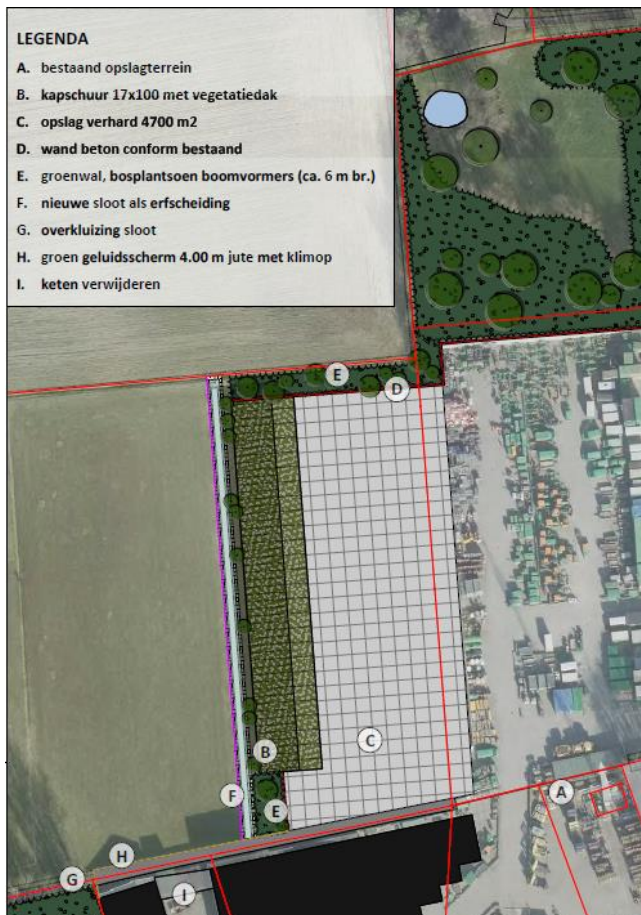 LEGENDA
A. bestaand opslagterrein
B. kapschuur 17x100 met vegetatiedak
C. opslag verhard 4700 m2
D. wand beton conform bestaand
E. groenwal, bosplantsoen boomvormers (ca. 6 m br.)
F. nieuwe sloot als erfscheiding
G. overkluizing sloot
H. groen geluidsscherm 4.00 m jute met klimop
I. keten verwijderen
E
D
B
C
F
E
A
H
G
I